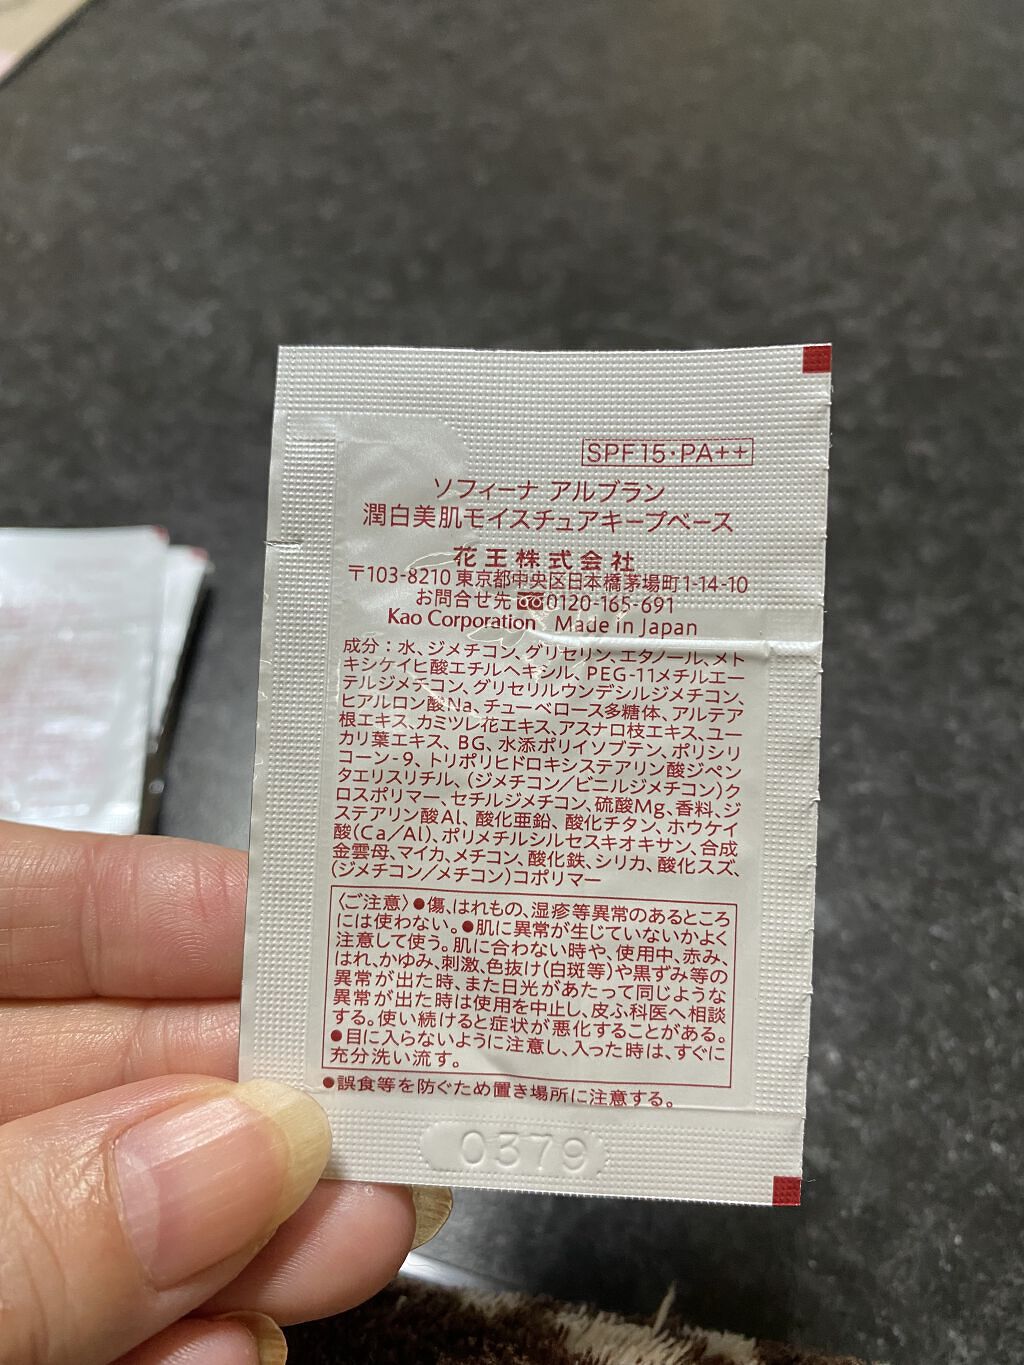 SPF15・PA++
ソフィーナ アルブラン
潤白美肌モイスチュアキープベース
花王株式会社
〒103-8210 東京都中央区日本橋茅場町1-14-10
お問合せ先 0120-165-691
Kao Corporation Made in Japan
成分：水、ジメチコン、グリセリン、エタノール、メト
キシケイヒ酸エチルヘキシル、PEG-11メチルエー
テルジメチコン、グリセリルウンデシルジメチコン、
ヒアルロン酸Na、チューベロース多糖体、アルテア
根エキス、カミツレ花エキス、アスナロ枝エキス、ユー
カリ葉エキス、BG、水添ポリイソブテン、ポリシリ
コーン-9、トリポリヒドロキシステアリン酸ジペン
タエリスリチル、(ジメチコン／ビニルジメチコン)ク
ロスポリマー、セチルジメチコン、硫酸Mg、香料、ジ
ステアリン酸Al、酸化亜鉛、酸化チタン、ホウケイ
酸(Ca／Al)、ポリメチルシルセスキオキサン、合成
金雲母、マイカ、メチコン、酸化鉄、シリカ、酸化スズ、
(ジメチコン／メチコン)コポリマー
〈ご注意〉●傷、はれもの、湿疹等異常のあるところ
には使わない。●肌に異常が生じていないかよく
注意して使う。肌に合わない時や、使用中、赤み、
はれ、かゆみ、刺激、色抜け(白斑等)や黒ずみ等の
異常が出た時、また日光があたって同じような
異常が出た時は使用を中止し、皮ふ科医へ相談
する。使い続けると症状が悪化することがある。
●目に入らないように注意し、入った時は、すぐに
充分洗い流す。
●誤食等を防ぐため置き場所に注意する。
0379